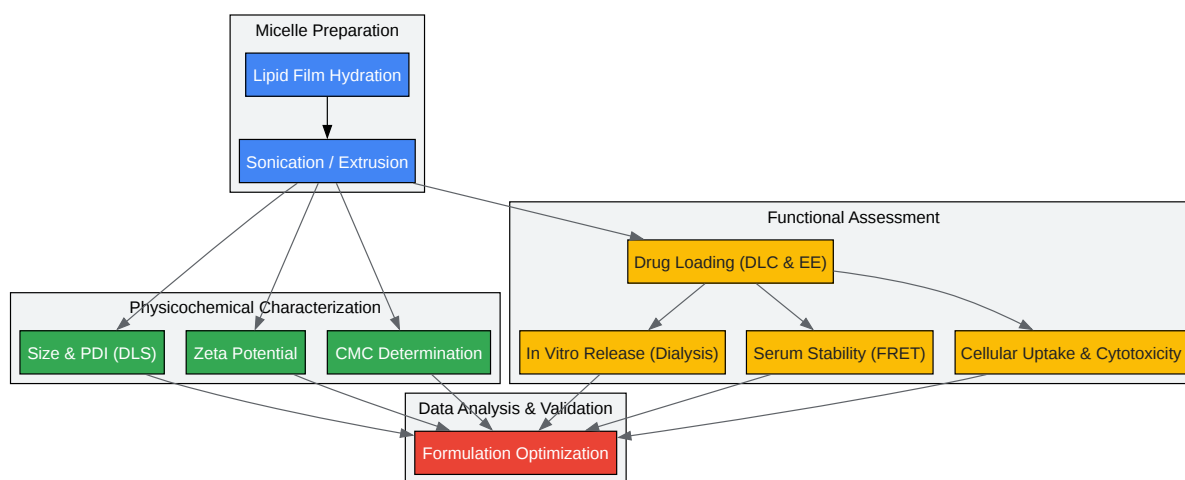 Micelle Preparation
Lipid Film Hydration
Sonication / Extrusion
Functional Assessment
Drug Loading (DLC & EE)
Physicochemical Characterization
Size & PDI (DLS)
Zeta Potential
CMC Determination
In Vitro Release (Dialysis)
Serum Stability (FRET)
Cellular Uptake & Cytotoxicity
Data Analysis & Validation
Formulation Optimization